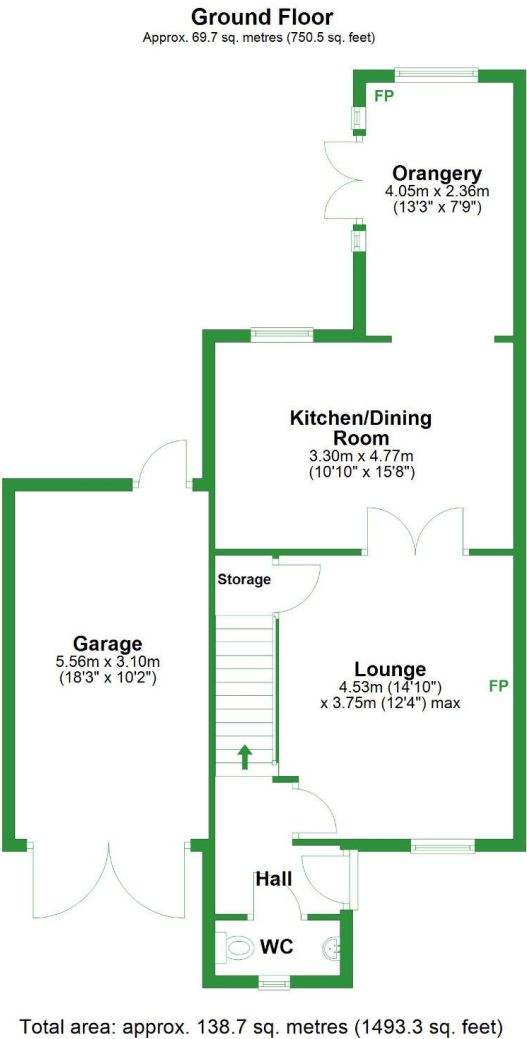 Ground Floor
Approx. 69.7 sq. metres (750.5 sq. feet)
FP
Orangery
4.05m x 2.36m
(13'3" x 7'9")
Kitchen/Dining
Room
3.30m x 4.77m
(10'10" x 15'8")
Storage
Garage
5.56m x 3.10m
(18'3" x 10'2")
Lounge
4.53m (14'10")
x 3.75m (12'4") max
FP
Hall
WC
Total area: approx. 138.7 sq. metres (1493.3 sq. feet)